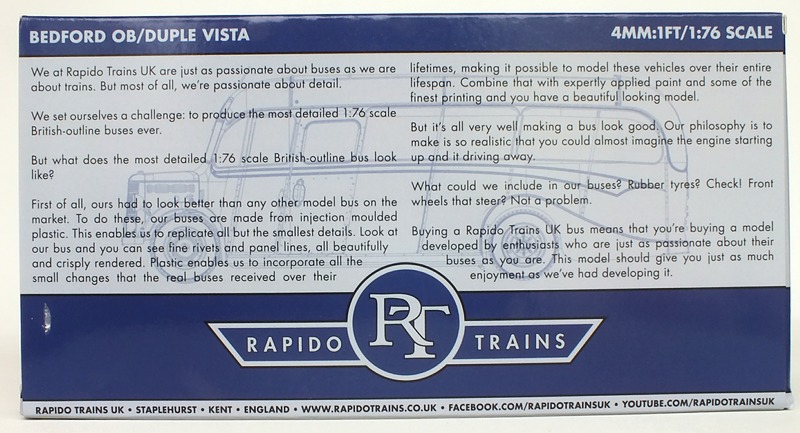 BEDFORD OB/DUPLE VISTA
4MM:1FT/1:76 SCALE
We at Rapido Trains UK are just as passionate about buses as we are
about trains. But most of all, we're passionate about detail.
We set ourselves a challenge: to produce the most detailed 1:76 scale
British-outline buses ever.
But what does the most detailed 1:76 scale British-outline bus look
like?
First of all, ours had to look better than any other model bus on the
market. To do these, our buses are made from injection moulded
plastic. This enables us to replicate all but the smallest details. Look at
our bus and you can see fine rivets and panel lines, all beautifully
and crisply rendered. Plastic enables us to incorporate all the
small changes that the real buses received over their
lifetimes, making it possible to model these vehicles over their entire
lifespan. Combine that with expertly applied paint and some of the
finest printing and you have a beautiful looking model.
But it's all very well making a bus look good. Our philosophy is to
make is so realistic that you could almost imagine the engine starting
up and it driving away.
What could we include in our buses? Rubber tyres? Check! Front
wheels that steer? Not a problem.
Buying a Rapido Trains UK bus means that you're buying a model
developed by enthusiasts who are just as passionate about their
buses as you are. This model should give you just as much
enjoyment as we've had developing it.
RAPIDO RT TRAINS
RAPIDO TRAINS UK • STAPLEHURST • KENT • ENGLAND • WWW.RAPIDOTRAINS.CO.UK • FACEBOOK.COM/RAPIDOTRAINSUK • YOUTUBE.COM/RAPIDOTRAINSUK